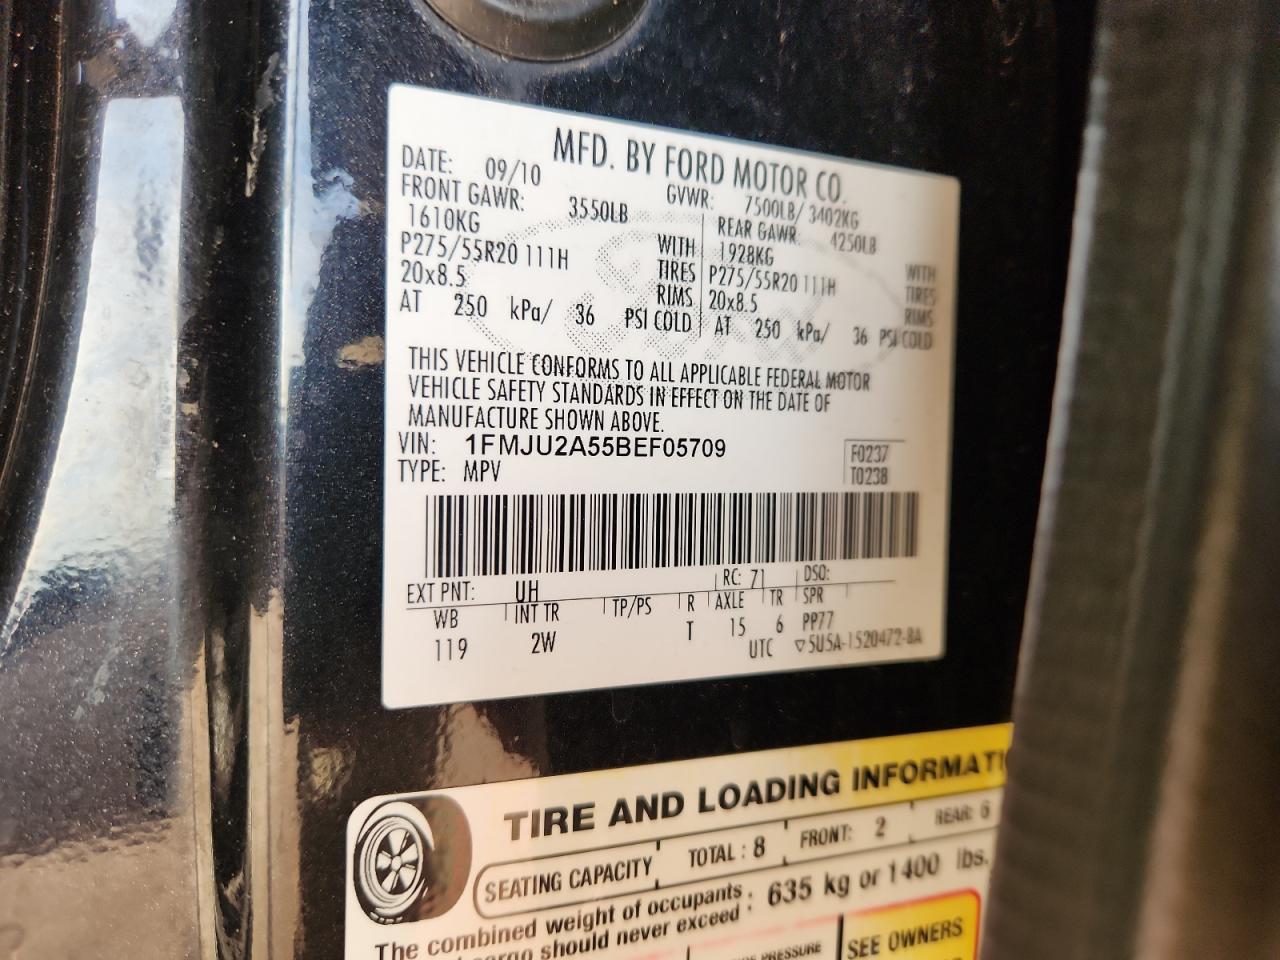 MFD. BY FORD MOTOR CO.
DATE: 09/10 GVWR: 7500LB/ 3402KG
FRONT GAWR: 3550LB REAR GAWR: 4250LB
1610KG WITH 1928KG WITH
P275/55R20 111H TIRES P275/55R20 111H TIRES
20x8.5 RIMS 20x8.5 RIMS
AT 250 kPa/ 36 PSI COLD AT 250 kPa/ 36 PSI COLD
THIS VEHICLE CONFORMS TO ALL APPLICABLE FEDERAL MOTOR
VEHICLE SAFETY STANDARDS IN EFFECT ON THE DATE OF
MANUFACTURE SHOWN ABOVE.
VIN: 1FMJU2A55BEF05709 F0237
TYPE: MPV T0238
EXT PNT: UH RC: 71 DSO:
WB INT TR TP/PS R AXLE TR SPR
119 2W T 15 6 PP77
UTC ▽5U5A-1520472-BA
TIRE AND LOADING INFORMATI
SEATING CAPACITY TOTAL : 8 FRONT: 2 REAR: 6
The combined weight of occupants : 635 kg or 1400 lbs.
cargo should never exceed :
PRESSURE SEE OWNERS